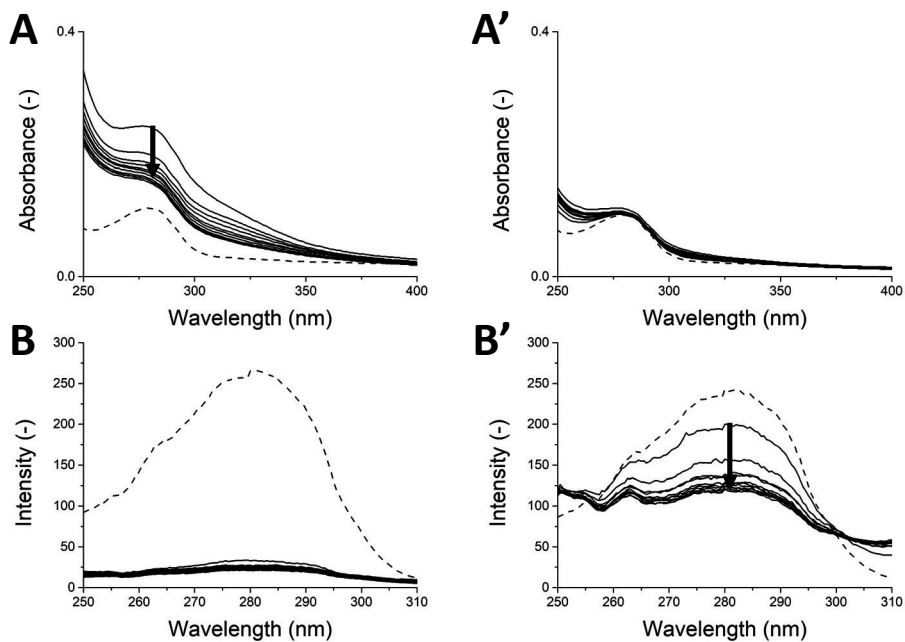 A
0.4
Absorbance (-)
0.0
250 300 350 400
Wavelength (nm)
A'
0.4
Absorbance (-)
0.0
250 300 350 400
Wavelength (nm)
B
300
250
200
150
100
50
0
Intensity (-)
250 260 270 280 290 300 310
Wavelength (nm)
B'
300
250
200
150
100
50
0
Intensity (-)
250 260 270 280 290 300 310
Wavelength (nm)